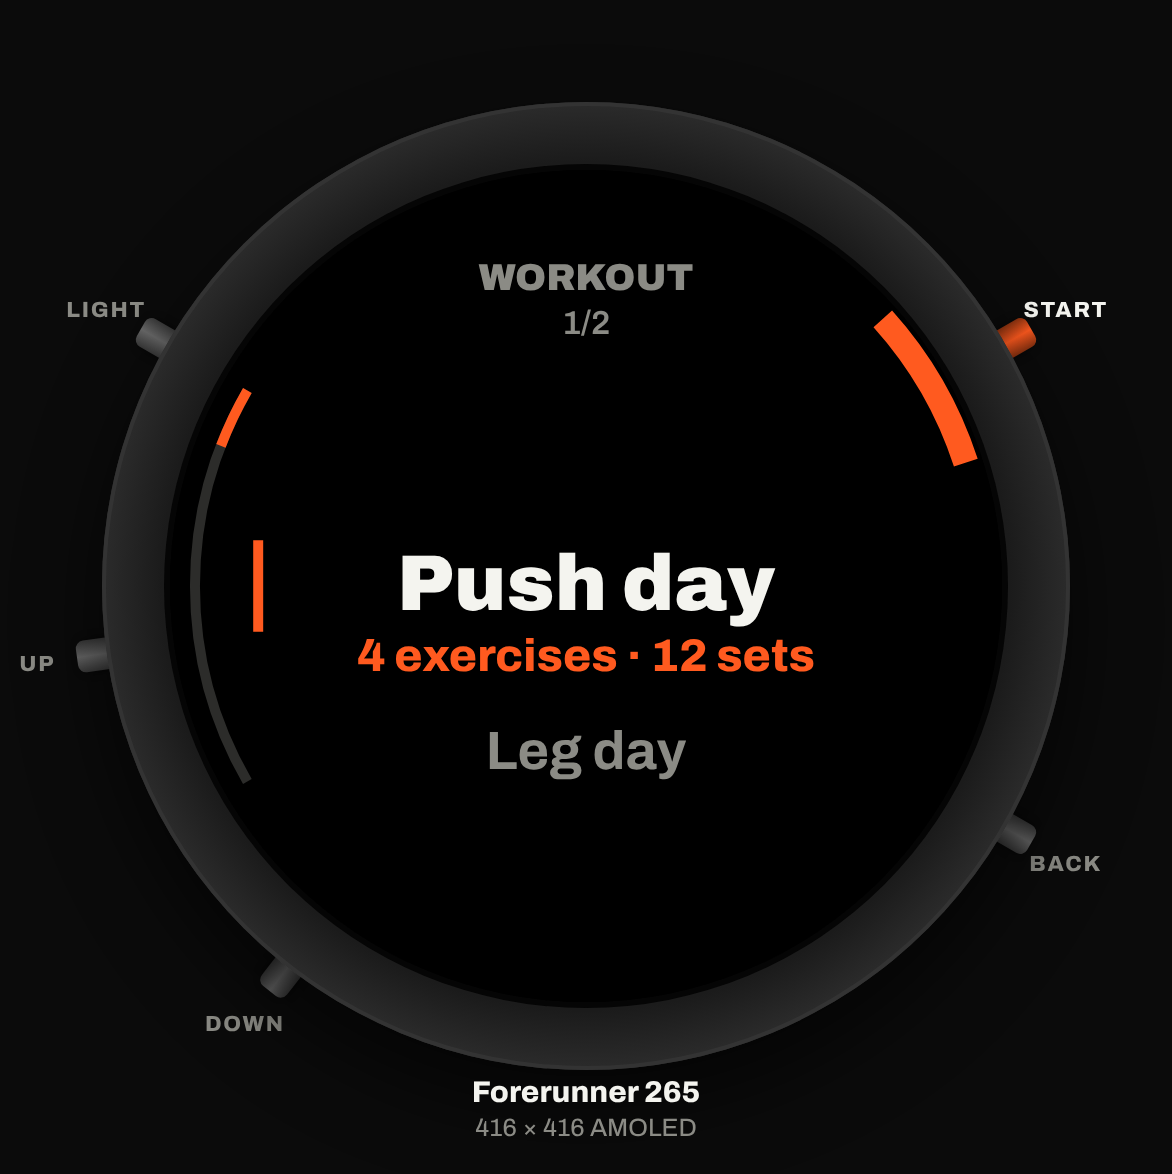 WORKOUT
1/2
LIGHT
START
Push day
4 exercises · 12 sets
UP
Leg day
BACK
DOWN
Forerunner 265
416 × 416 AMOLED